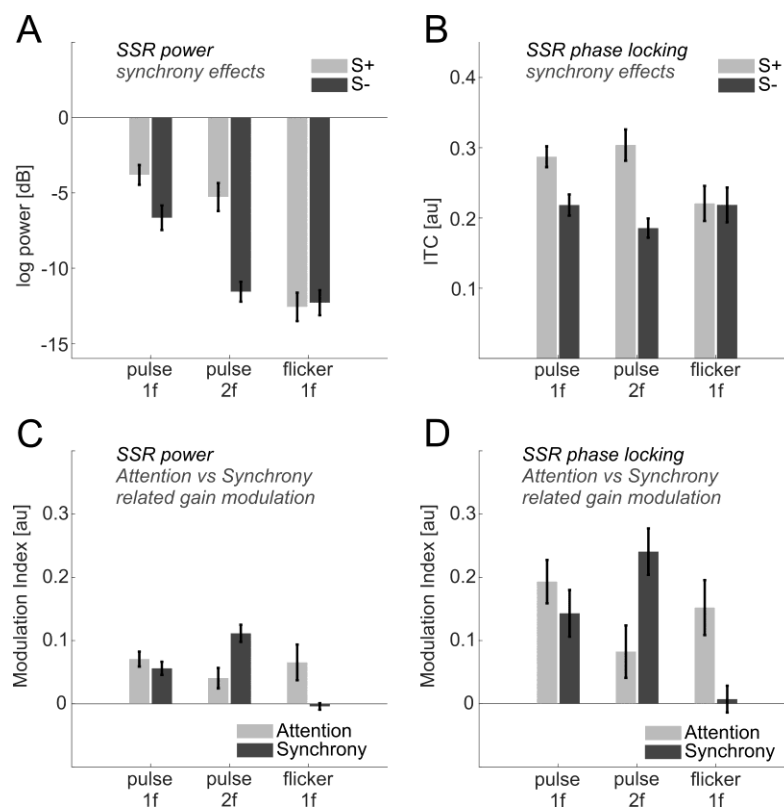 A
SSR power
synchrony effects
S+
S-
0
-5
-10
-15
log power [dB]
pulse
1f
pulse
2f
flicker
1f
B
SSR phase locking
synchrony effects
S+
S-
0.4
0.3
0.2
0.1
ITC [au]
pulse
1f
pulse
2f
flicker
1f
C
SSR power
Attention vs Synchrony
related gain modulation
0.3
0.2
0.1
0
Modulation Index [au]
Attention
Synchrony
pulse
1f
pulse
2f
flicker
1f
D
SSR phase locking
Attention vs Synchrony
related gain modulation
0.3
0.2
0.1
0
Modulation Index [au]
Attention
Synchrony
pulse
1f
pulse
2f
flicker
1f